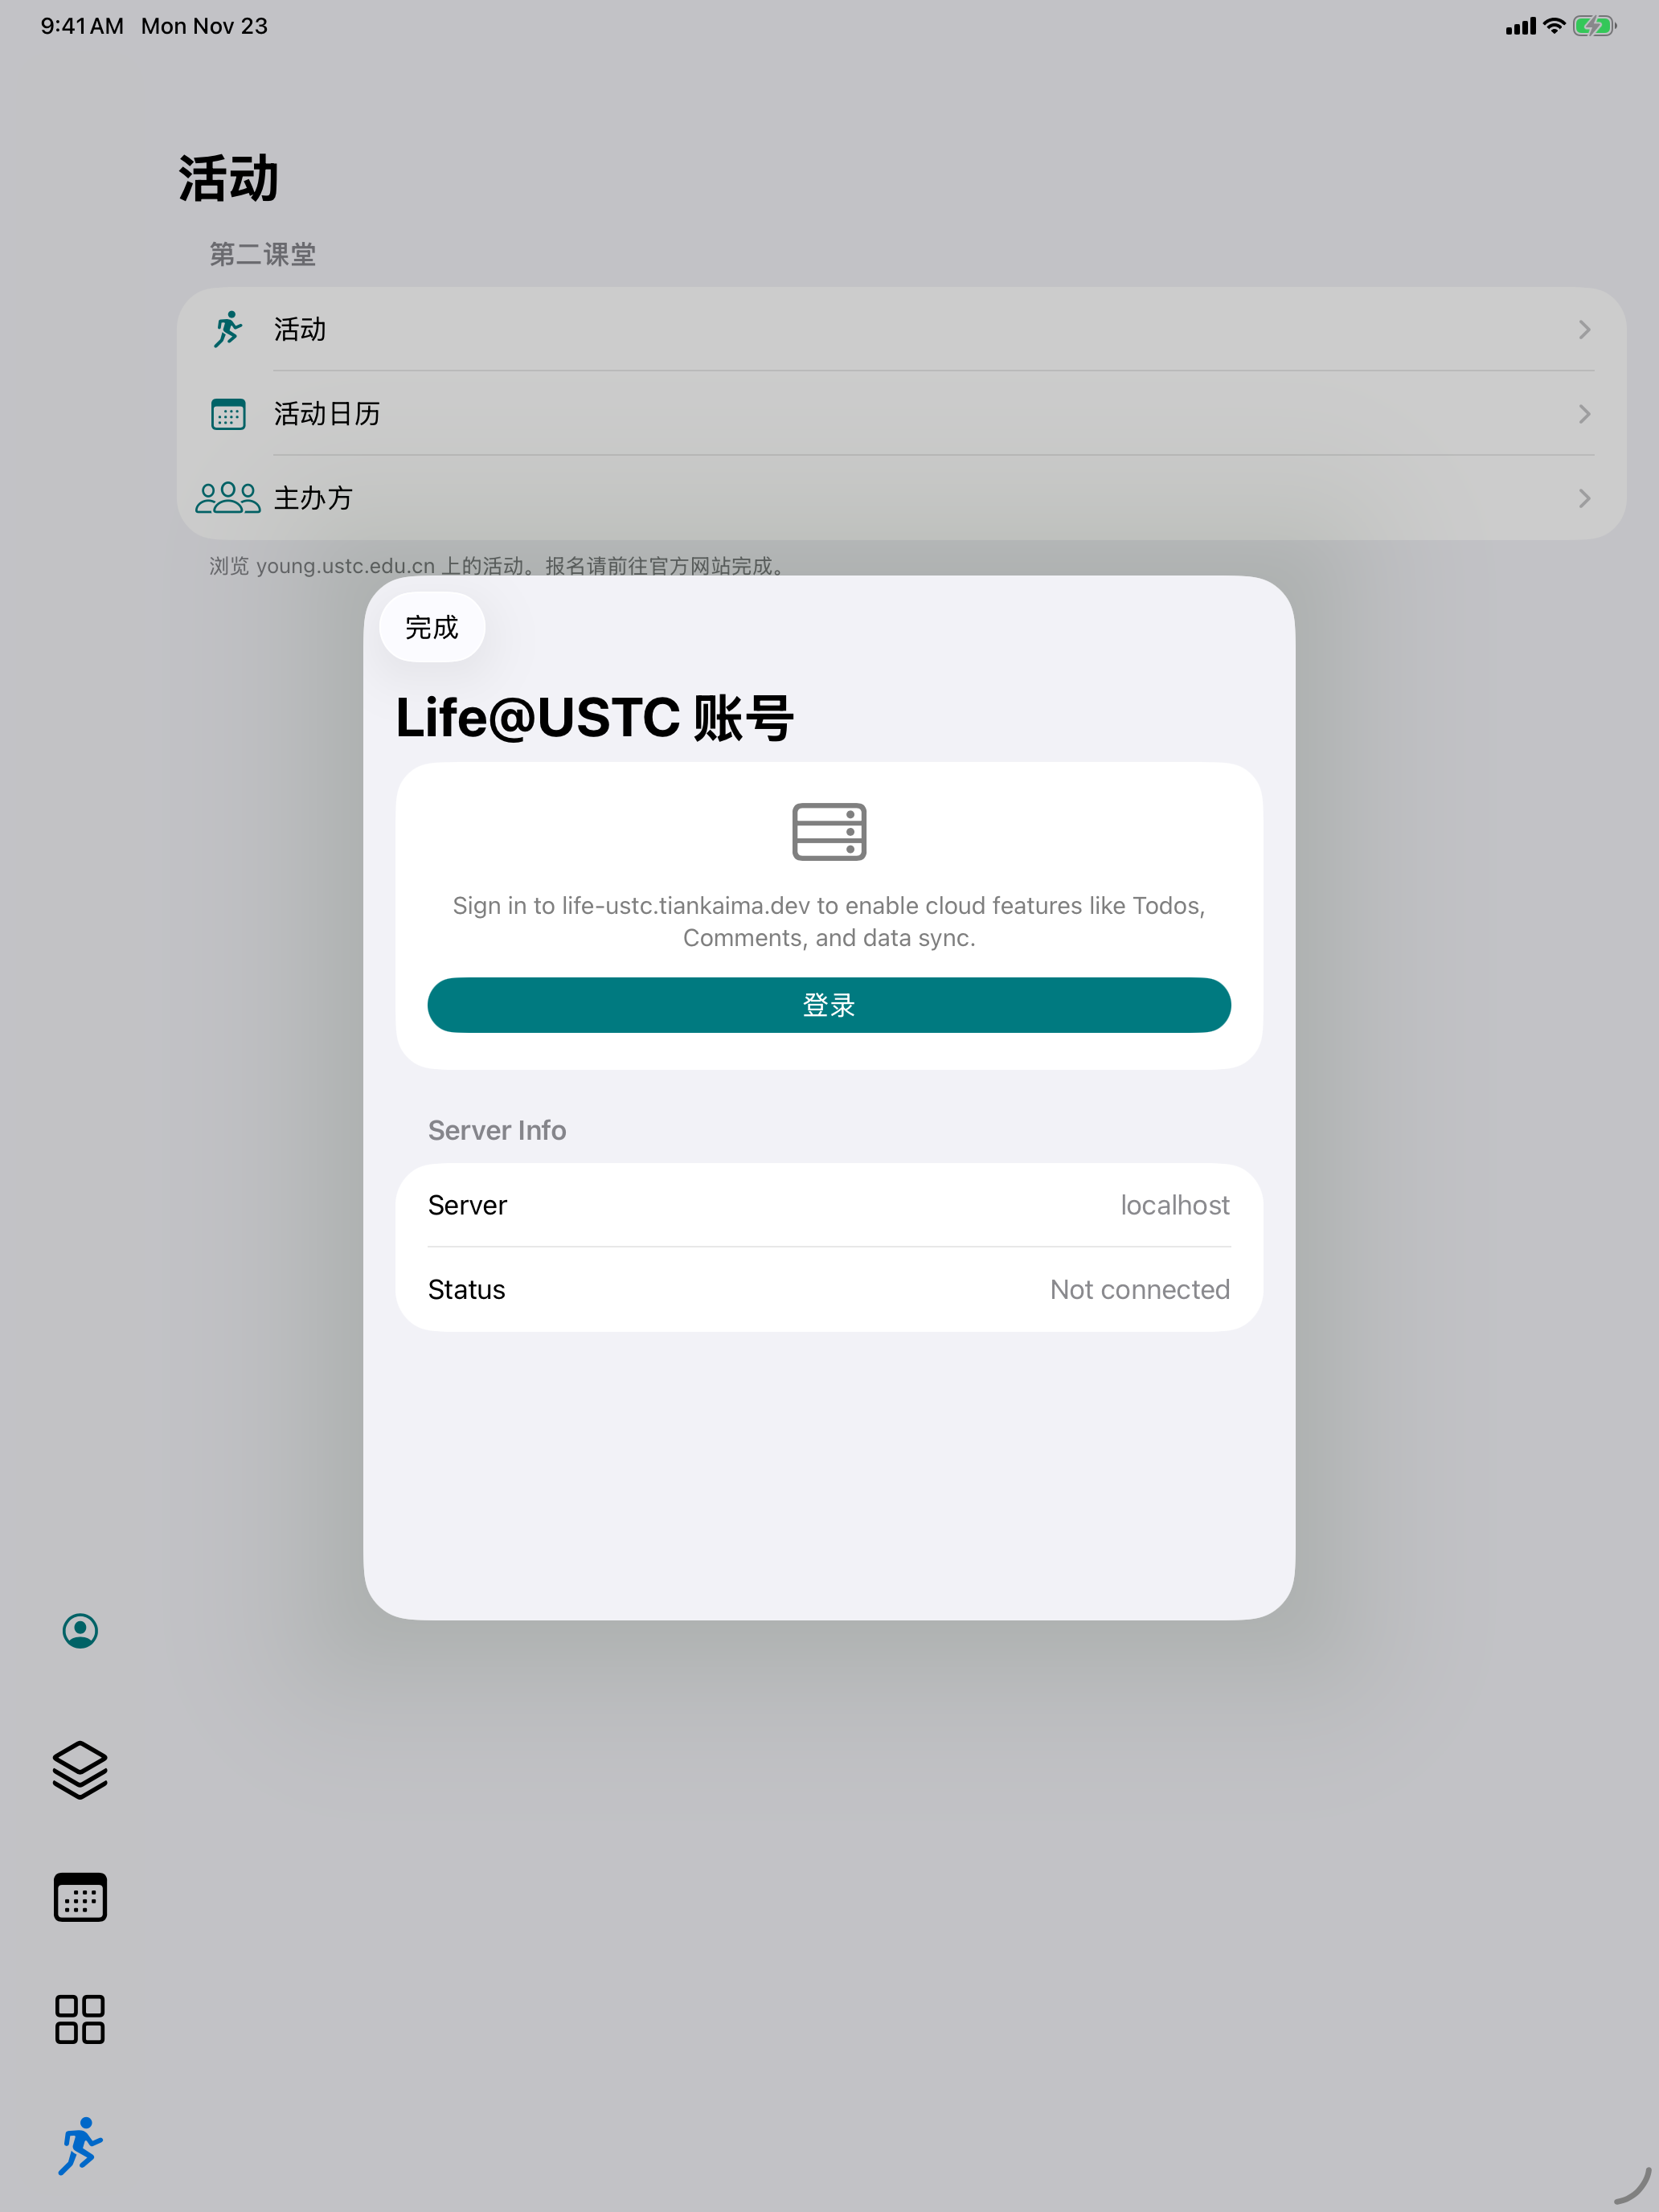 9:41 AM Mon Nov 23
活动
第二课堂
活动
活动日历
主办方
浏览 young.ustc.edu.cn 上的活动。报名请前往官方网站完成。
完成
Life@USTC 账号
Sign in to life-ustc.tiankaima.dev to enable cloud features like Todos,
Comments, and data sync.
登录
Server Info
Server localhost
Status Not connected